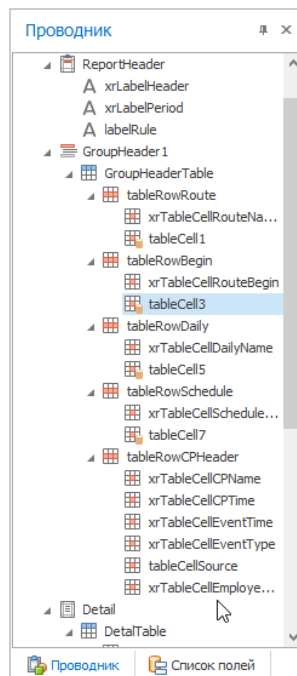 Проводник
ReportHeader
xrLabelHeader
xrLabelPeriod
labelRule
GroupHeader1
GroupHeaderTable
tableRowRoute
xrTableCellRouteNa...
tableCell1
tableRowBegin
xrTableCellRouteBegin
tableCell3
tableRowDaily
xrTableCellDailyName
tableCell5
tableRowSchedule
xrTableCellSchedule...
tableCell7
tableRowCPHeader
xrTableCellCPName
xrTableCellCPTime
xrTableCellEventTime
xrTableCellEventType
tableCellSource
xrTableCellEmploye...
Detail
DetalTable
Проводник Список полей